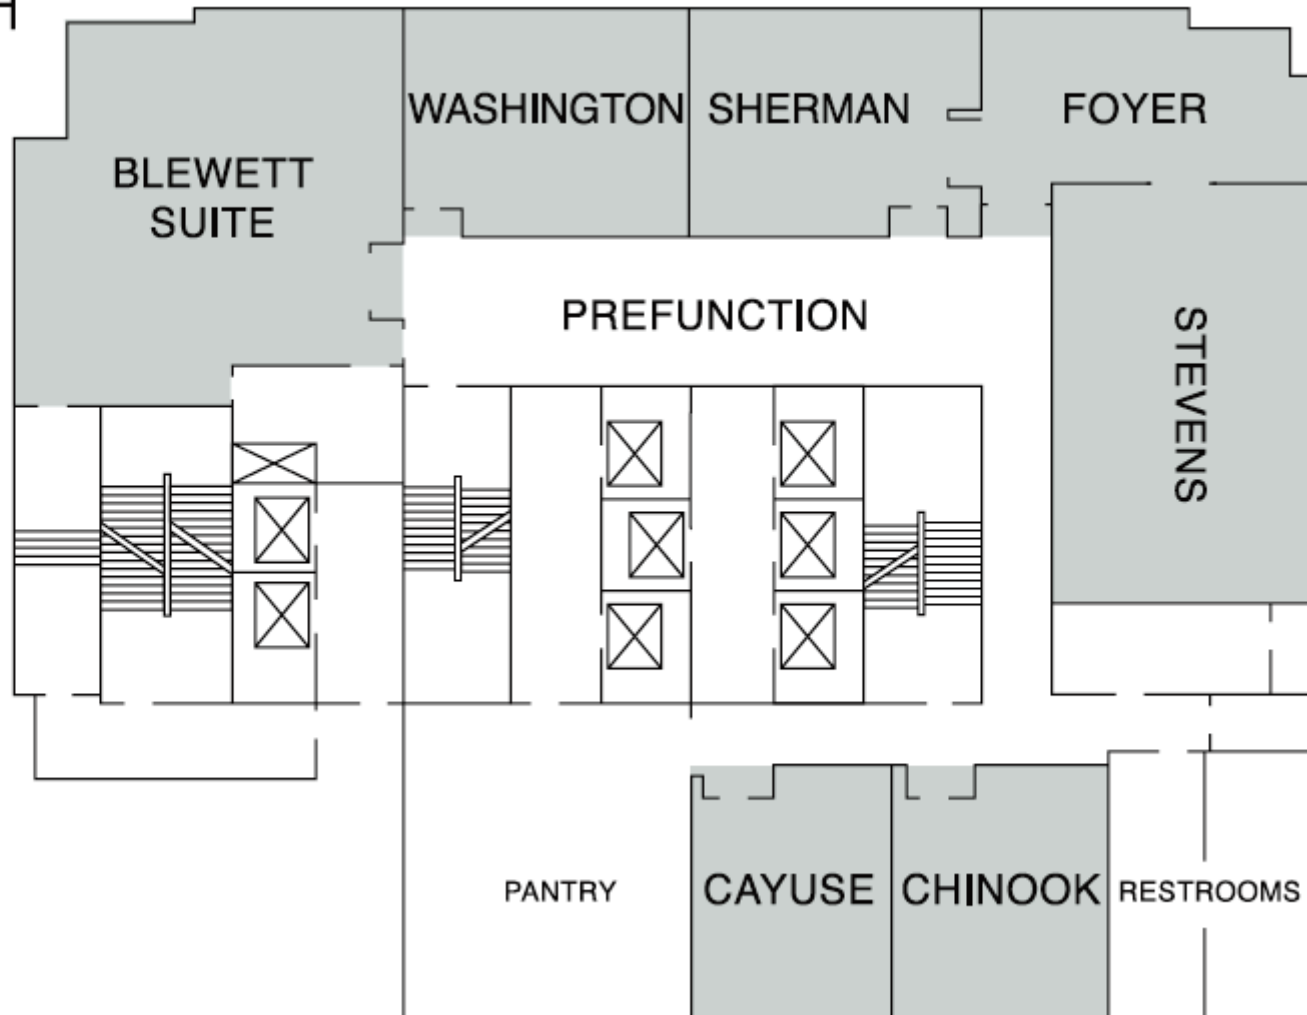 WASHINGTON
SHERMAN
FOYER
BLEWETT
SUITE
PREFUNCTION
STEVENS
PANTRY
CAYUSE
CHINOOK
RESTROOMS